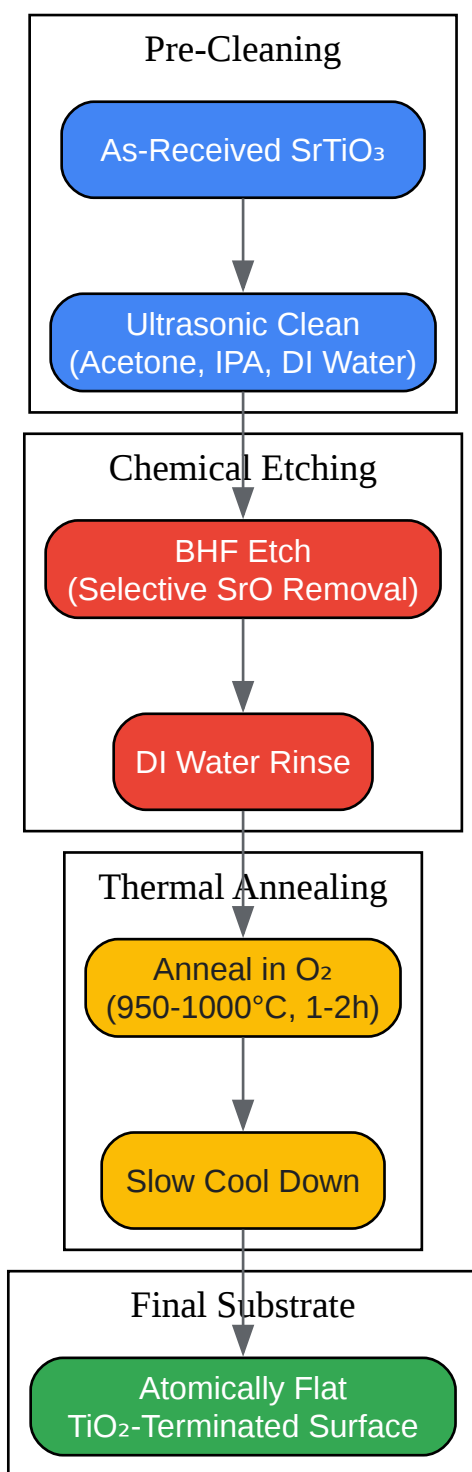 Pre-Cleaning
As-Received SrTiO₃
Ultrasonic Clean
(Acetone, IPA, DI Water)
Chemical Etching
BHF Etch
(Selective SrO Removal)
DI Water Rinse
Thermal Annealing
Anneal in O₂
(950-1000°C, 1-2h)
Slow Cool Down
Final Substrate
Atomically Flat
TiO₂-Terminated Surface